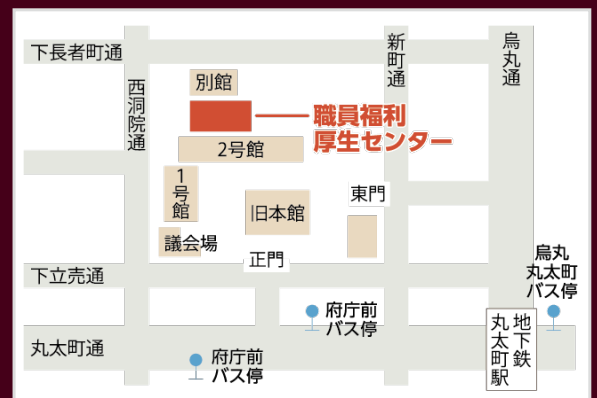 下長者町通
西洞院通
新町通
烏丸通
別館
職員福利
厚生センター
2号館
1号館
旧本館
東門
議会場
正門
下立売通
烏丸
丸太町
バス停
府庁前
バス停
丸太町通
府庁前
バス停
地下鉄
丸太町駅